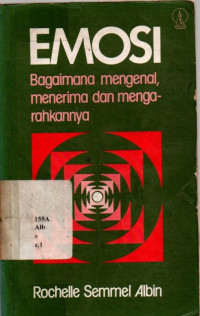 EMOSI
Bagaimana mengenal,
menerima dan menga-
rahkannya
155A
Alb
e
c.1
Rochelle Semmel Albin